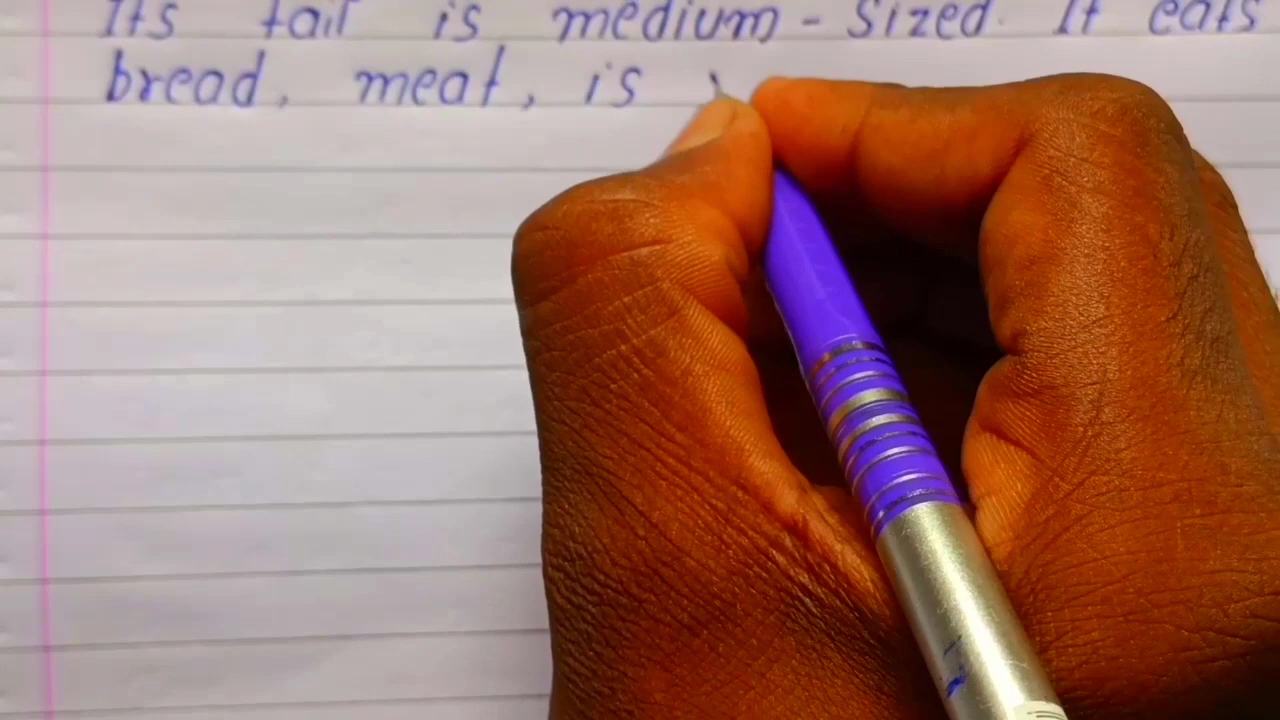 Its tail is medium - Sized. It eats
bread, meat, is